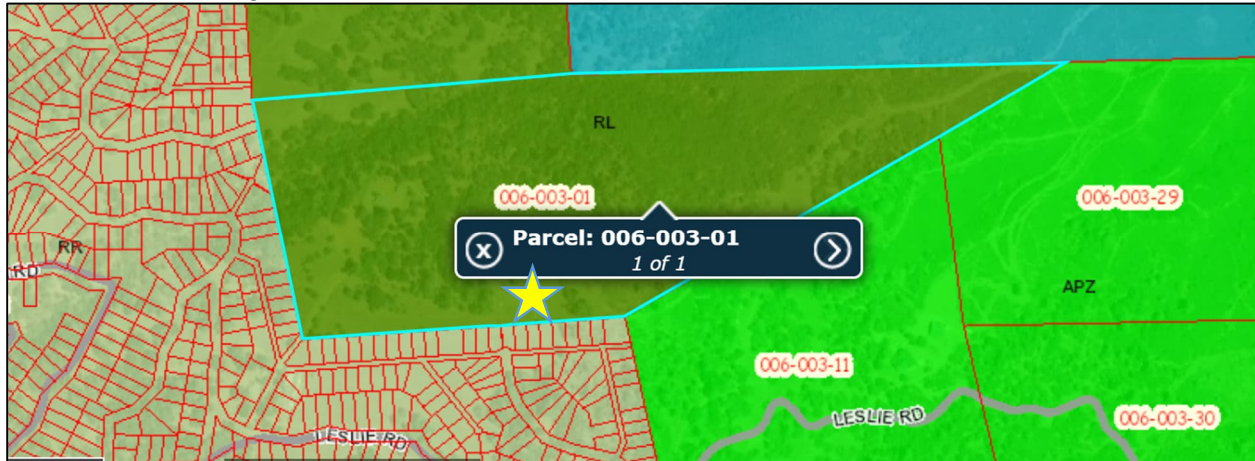 RL
006-003-01
006-003-29
Parcel: 006-003-01
x
1 of 1
RR
RD
APZ
006-003-11
LESLIE RD
006-003-30
LESLIE RD